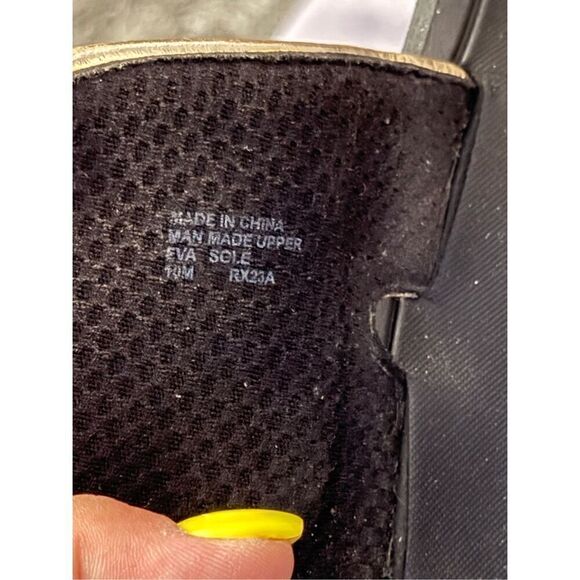 MADE IN CHINA
MAN MADE UPPER
EVA SOLE
10M RX23A